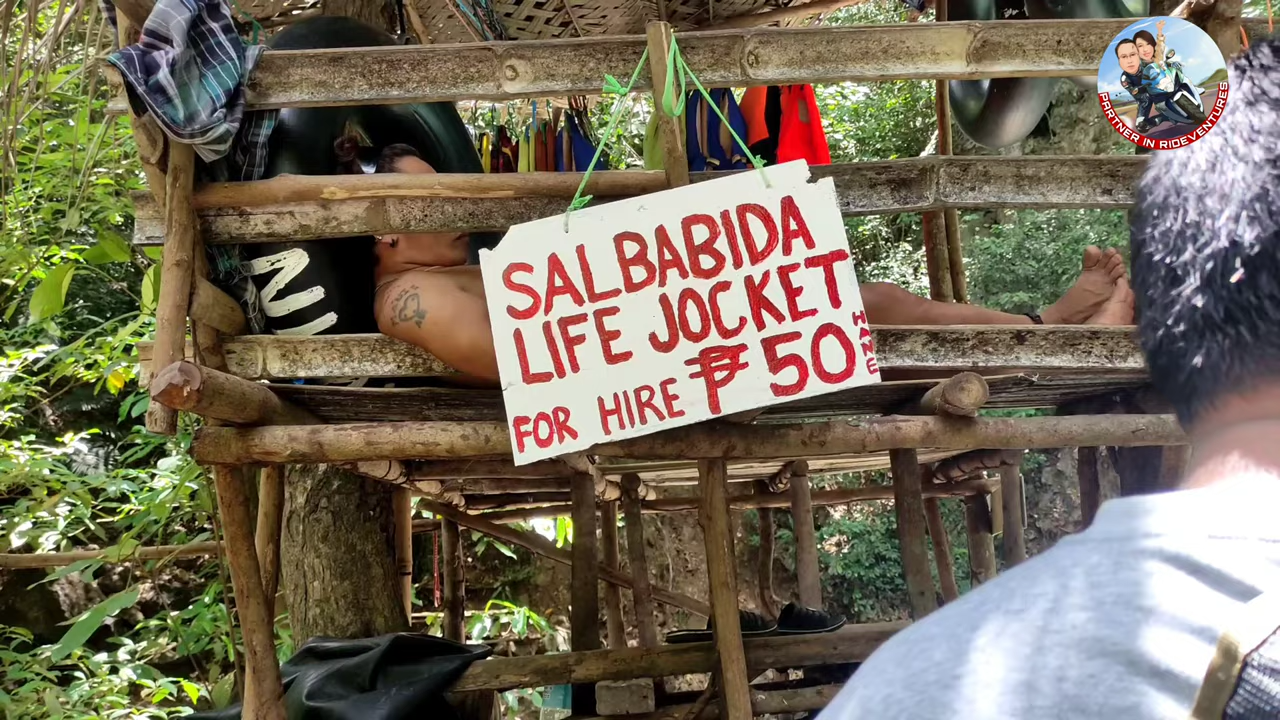 SALBABIDA
LIFE JOCKET
FOR HIRE ₱50
PARTNER IN RIDEVENTURES